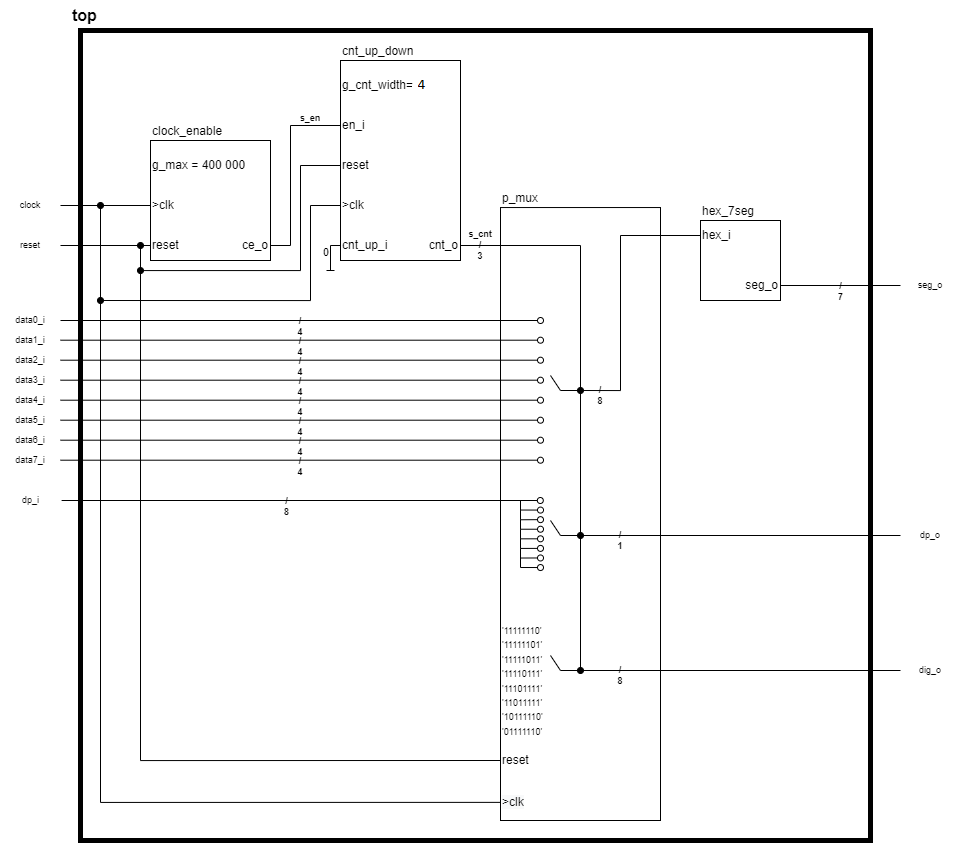 top
cnt_up_down
g_cnt_width= 4
s_en
en_i
clock_enable
g_max = 400 000
reset
clock
>clk
>clk
p_mux
hex_7seg
hex_i
reset
reset
ce_o
0
cnt_up_i
cnt_o
s_cnt
3
seg_o
7
seg_o
data0_i
4
data1_i
4
data2_i
4
data3_i
4
8
data4_i
4
data5_i
4
data6_i
4
data7_i
4
dp_i
8
1
dp_o
'11111110'
'11111101'
'11111011'
'11110111'
'11101111'
'11011111'
'10111110'
'01111110'
8
dig_o
reset
>clk